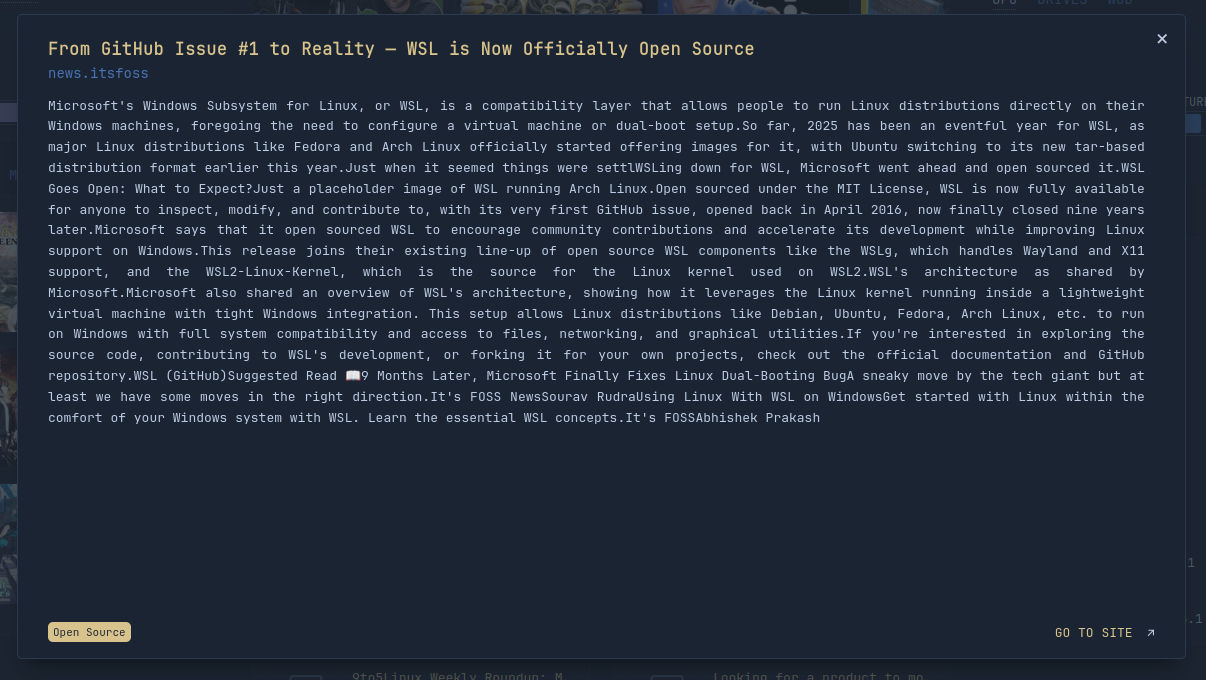 GPU DRIVES WUD
From GitHub Issue #1 to Reality — WSL is Now Officially Open Source
×
news.itsfoss
Microsoft's Windows Subsystem for Linux, or WSL, is a compatibility layer that allows people to run Linux distributions directly on their
Windows machines, foregoing the need to configure a virtual machine or dual-boot setup.So far, 2025 has been an eventful year for WSL, as
major Linux distributions like Fedora and Arch Linux officially started offering images for it, with Ubuntu switching to its new tar-based
distribution format earlier this year.Just when it seemed things were settlWSLing down for WSL, Microsoft went ahead and open sourced it.WSL
Goes Open: What to Expect?Just a placeholder image of WSL running Arch Linux.Open sourced under the MIT License, WSL is now fully available
for anyone to inspect, modify, and contribute to, with its very first GitHub issue, opened back in April 2016, now finally closed nine years
later.Microsoft says that it open sourced WSL to encourage community contributions and accelerate its development while improving Linux
support on Windows.This release joins their existing line-up of open source WSL components like the WSLg, which handles Wayland and X11
support, and the WSL2-Linux-Kernel, which is the source for the Linux kernel used on WSL2.WSL's architecture as shared by
Microsoft.Microsoft also shared an overview of WSL's architecture, showing how it leverages the Linux kernel running inside a lightweight
virtual machine with tight Windows integration. This setup allows Linux distributions like Debian, Ubuntu, Fedora, Arch Linux, etc. to run
on Windows with full system compatibility and access to files, networking, and graphical utilities.If you're interested in exploring the
source code, contributing to WSL's development, or forking it for your own projects, check out the official documentation and GitHub
repository.WSL (GitHub)Suggested Read 📖9 Months Later, Microsoft Finally Fixes Linux Dual-Booting BugA sneaky move by the tech giant but at
least we have some moves in the right direction.It's FOSS NewsSourav RudraUsing Linux With WSL on WindowsGet started with Linux within the
comfort of your Windows system with WSL. Learn the essential WSL concepts.It's FOSSAbhishek Prakash
Open Source
GO TO SITE ↗
9to5Linux Weekly Roundup: M
Looking for a product to mo